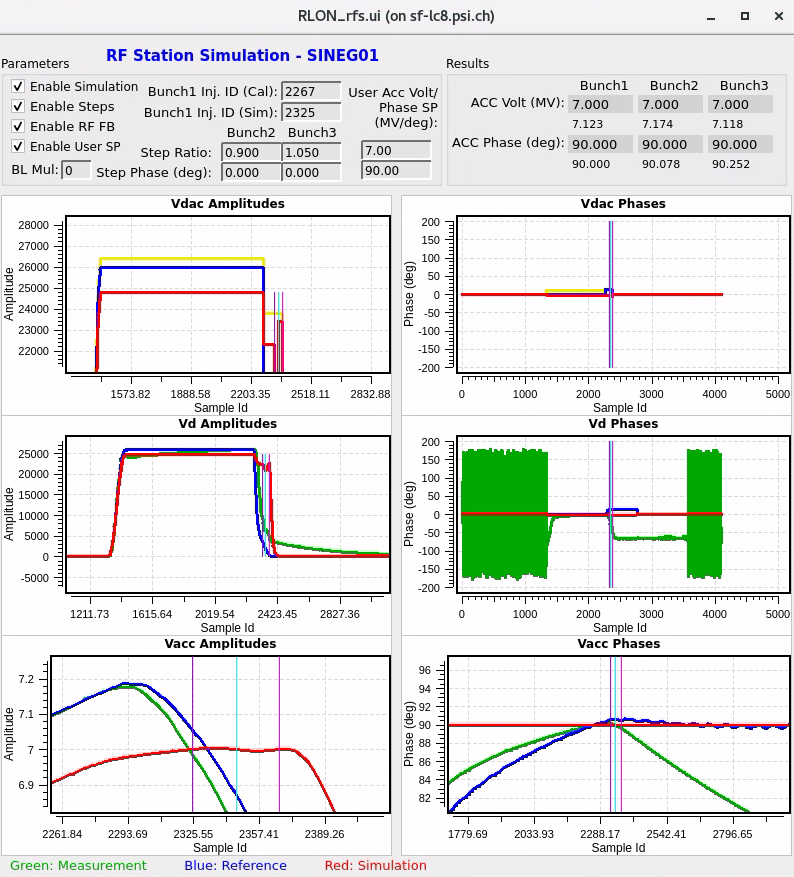 RLON_rfs.ui (on sf-lc8.psi.ch)
RF Station Simulation - SINEG01
Parameters
Results
Enable Simulation
Enable Steps
Enable RF FB
Enable User SP
BL Mul: 0
Bunch1 Inj. ID (Cal): 2267
Bunch1 Inj. ID (Sim): 2325
Bunch2 Bunch3
Step Ratio: 0.900 1.050
Step Phase (deg): 0.000 0.000
User Acc Volt/
Phase SP
(MV/deg):
7.00
90.00
Bunch1 Bunch2 Bunch3
ACC Volt (MV): 7.000 7.000 7.000
7.123 7.174 7.118
ACC Phase (deg): 90.000 90.000 90.000
90.000 90.078 90.252
Vdac Amplitudes
Amplitude
28000
27000
26000
25000
24000
23000
22000
1573.82 1888.58 2203.35 2518.11 2832.88
Sample Id
Vdac Phases
Phase (deg)
200
150
100
50
0
-50
-100
-150
-200
0 1000 2000 3000 4000 5000
Sample Id
Vd Amplitudes
Amplitude
25000
20000
15000
10000
5000
0
-5000
1211.73 1615.64 2019.54 2423.45 2827.36
Sample Id
Vd Phases
Phase (deg)
200
150
100
50
0
-50
-100
-150
-200
0 1000 2000 3000 4000 5000
Sample Id
Vacc Amplitudes
Amplitude
7.2
7.1
7
6.9
2261.84 2293.69 2325.55 2357.41 2389.26
Sample Id
Vacc Phases
Phase (deg)
96
94
92
90
88
86
84
82
1779.69 2033.93 2288.17 2542.41 2796.65
Sample Id
Green: Measurement Blue: Reference Red: Simulation